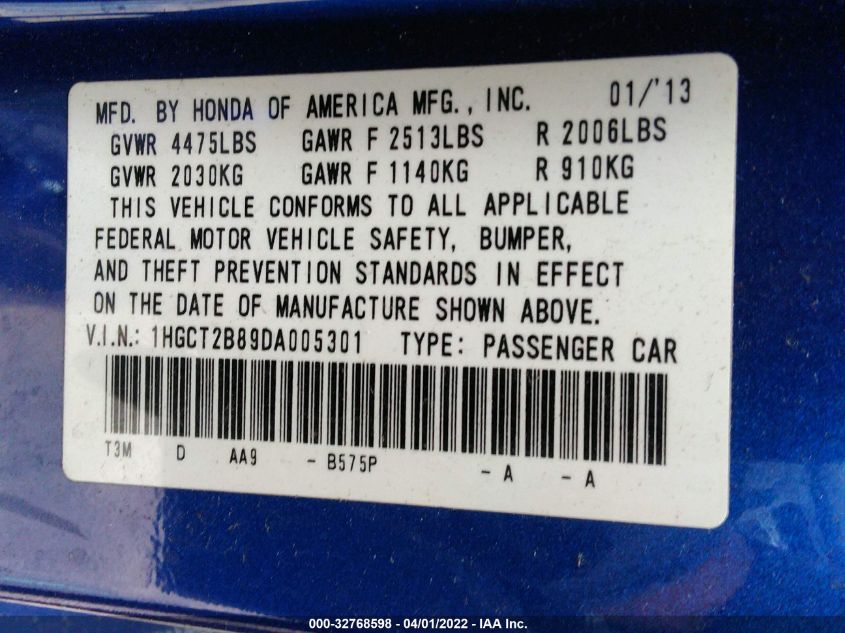 MFD. BY HONDA OF AMERICA MFG., INC. 01/'13
GVWR 4475LBS GAWR F 2513LBS R 2006LBS
GVWR 2030KG GAWR F 1140KG R 910KG
THIS VEHICLE CONFORMS TO ALL APPLICABLE
FEDERAL MOTOR VEHICLE SAFETY, BUMPER,
AND THEFT PREVENTION STANDARDS IN EFFECT
ON THE DATE OF MANUFACTURE SHOWN ABOVE.
V.I.N.: 1HGCT2B89DA005301 TYPE: PASSENGER CAR
T3M D AA9 - B575P - A - A
000-32768598 - 04/01/2022 - IAA Inc.